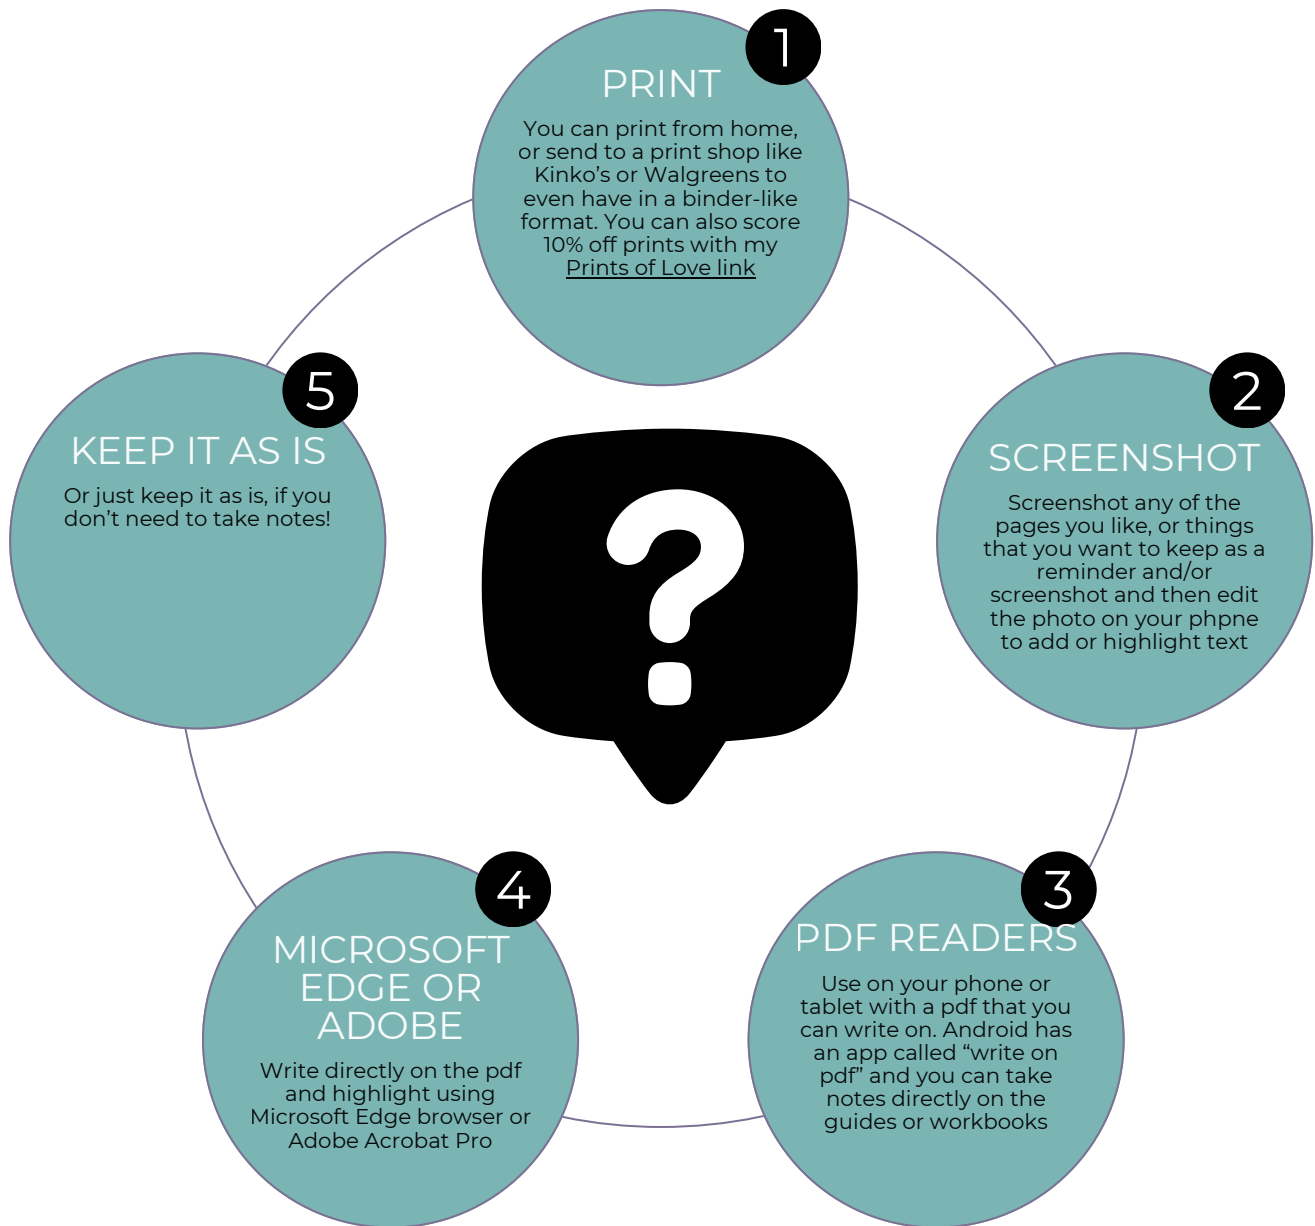 1
PRINT
You can print from home,
or send to a print shop like
Kinko's or Walgreens to
even have in a binder-like
format. You can also score
10% off prints with my
Prints of Love link
2
SCREENSHOT
Screenshot any of the
pages you like, or things
that you want to keep as a
reminder and/or
screenshot and then edit
the photo on your phpne
to add or highlight text
3
PDF READERS
Use on your phone or
tablet with a pdf that you
can write on. Android has
an app called “write on
pdf” and you can take
notes directly on the
guides or workbooks
4
MICROSOFT
EDGE OR
ADOBE
Write directly on the pdf
and highlight using
Microsoft Edge browser or
Adobe Acrobat Pro
5
KEEP IT AS IS
Or just keep it as is, if you
don't need to take notes!
?